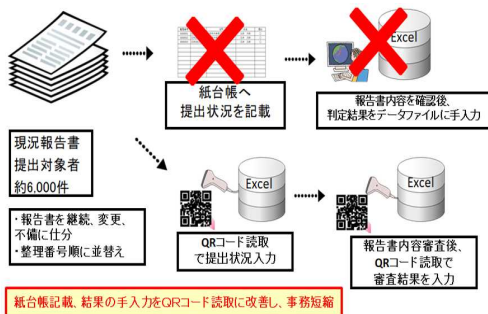 Excel
紙台帳へ
提出状況を記載
報告書内容を確認後、
判定結果をデータファイルに手入力
現況報告書
提出対象者
約6,000件
・報告書を継続、変更、
不備に仕分
・整理番号順に並替え
Excel
QRコード読取
で提出状況入力
Excel
報告書内容審査後、
QRコード読取で
審査結果を入力
紙台帳記載、結果の手入力をQRコード読取に改善し、事務短縮